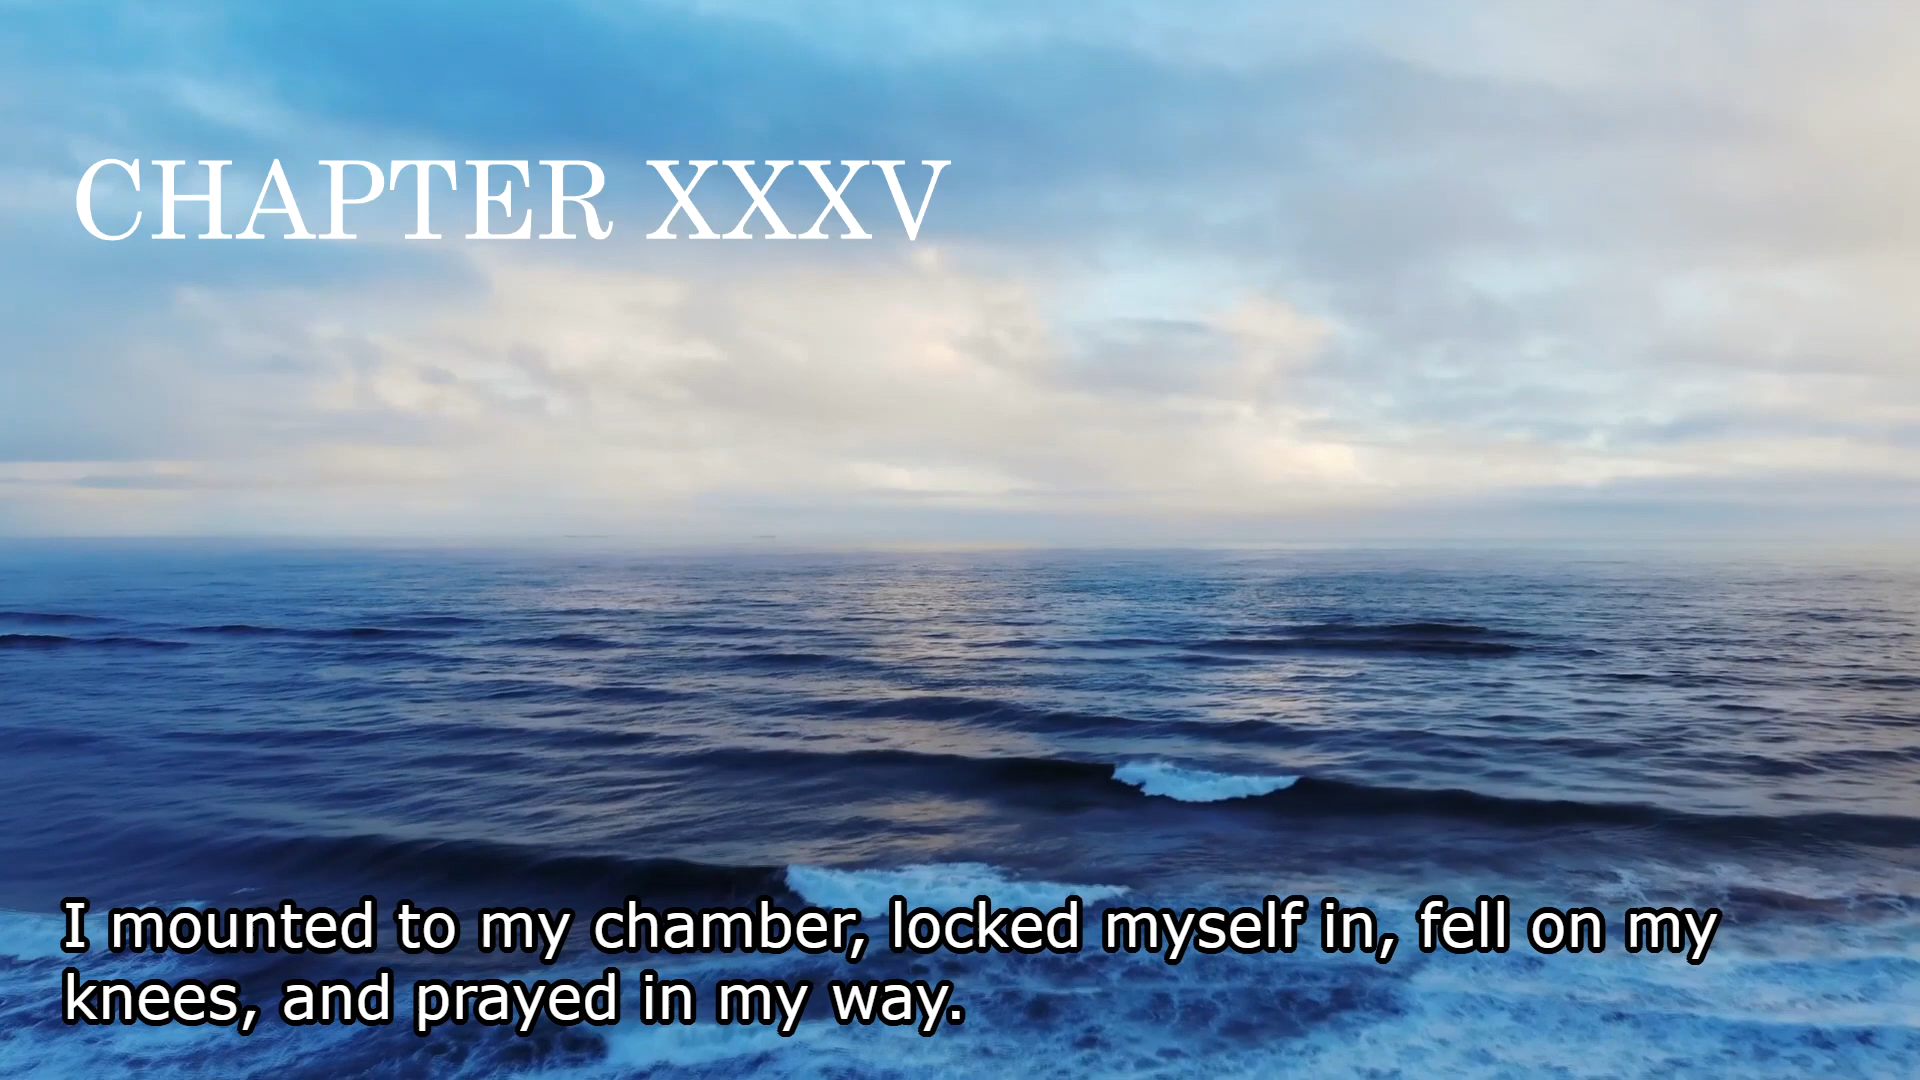 CHAPTER XXXV
I mounted to my chamber, locked myself in, fell on my
knees, and prayed in my way.